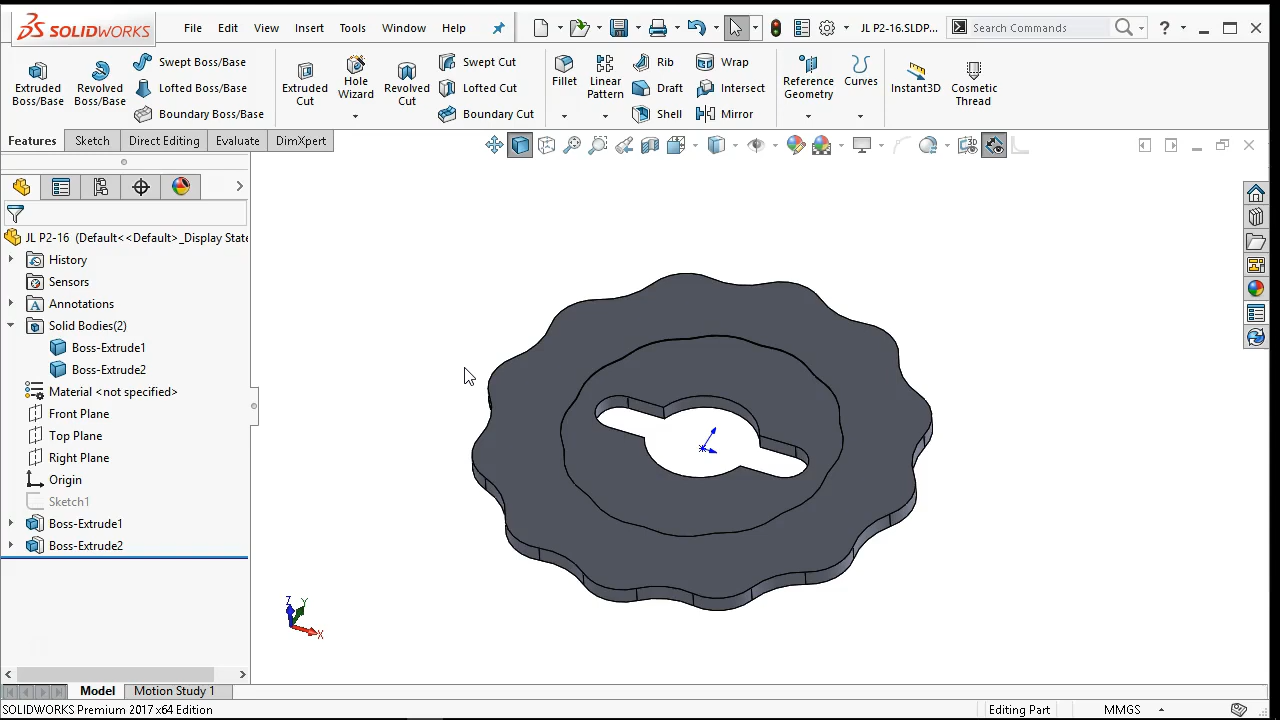 SOLIDWORKS
File Edit View Insert Tools Window Help
JL P2-16.SLDP...
Search Commands
Extruded Boss/Base
Revolved Boss/Base
Swept Boss/Base
Lofted Boss/Base
Boundary Boss/Base
Extruded Cut
Hole Wizard
Revolved Cut
Swept Cut
Lofted Cut
Boundary Cut
Fillet
Linear Pattern
Rib
Draft
Shell
Wrap
Intersect
Mirror
Reference Geometry
Curves
Instant3D
Cosmetic Thread
Features Sketch Direct Editing Evaluate DimXpert
JL P2-16 (Default<<Default>_Display State
History
Sensors
Annotations
Solid Bodies(2)
Boss-Extrude1
Boss-Extrude2
Material <not specified>
Front Plane
Top Plane
Right Plane
Origin
Sketch1
Boss-Extrude1
Boss-Extrude2
Z
Y
X
Model Motion Study 1
SOLIDWORKS Premium 2017 x64 Edition
Editing Part
MMGS